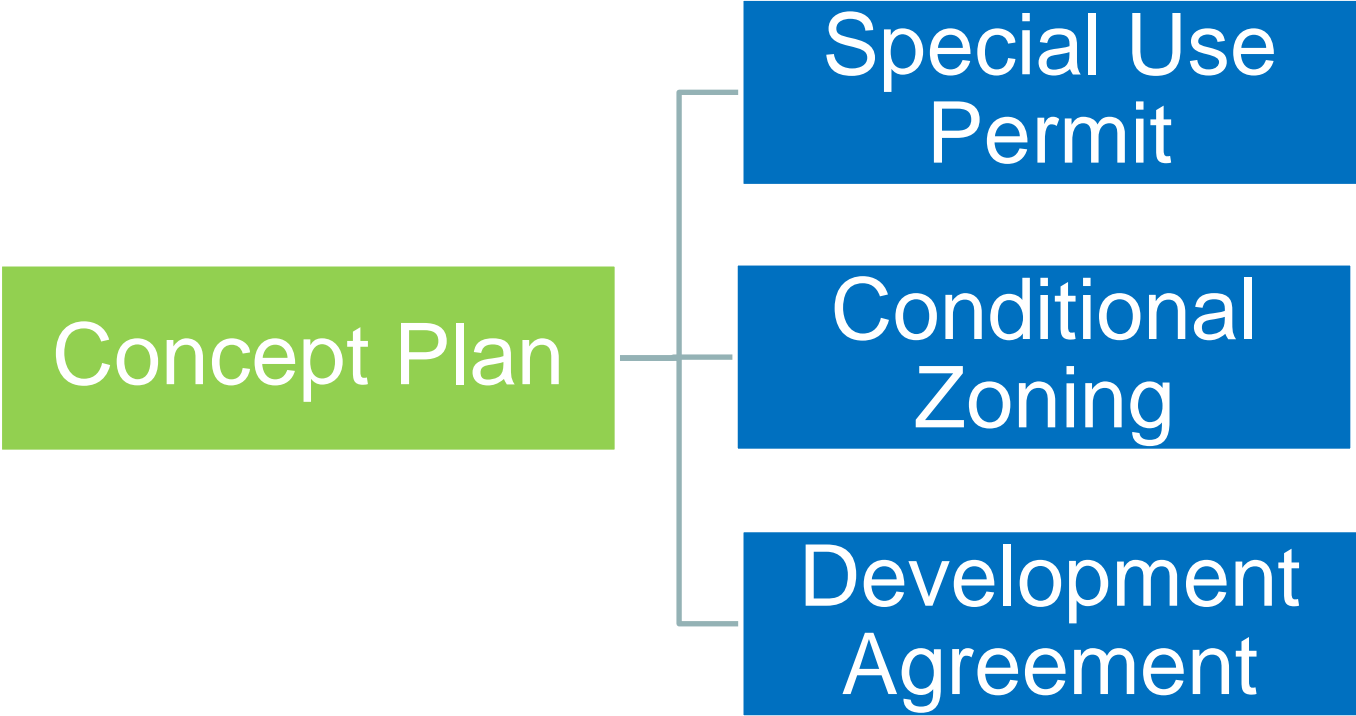 Special Use
Permit
Concept Plan
Conditional
Zoning
Development
Agreement